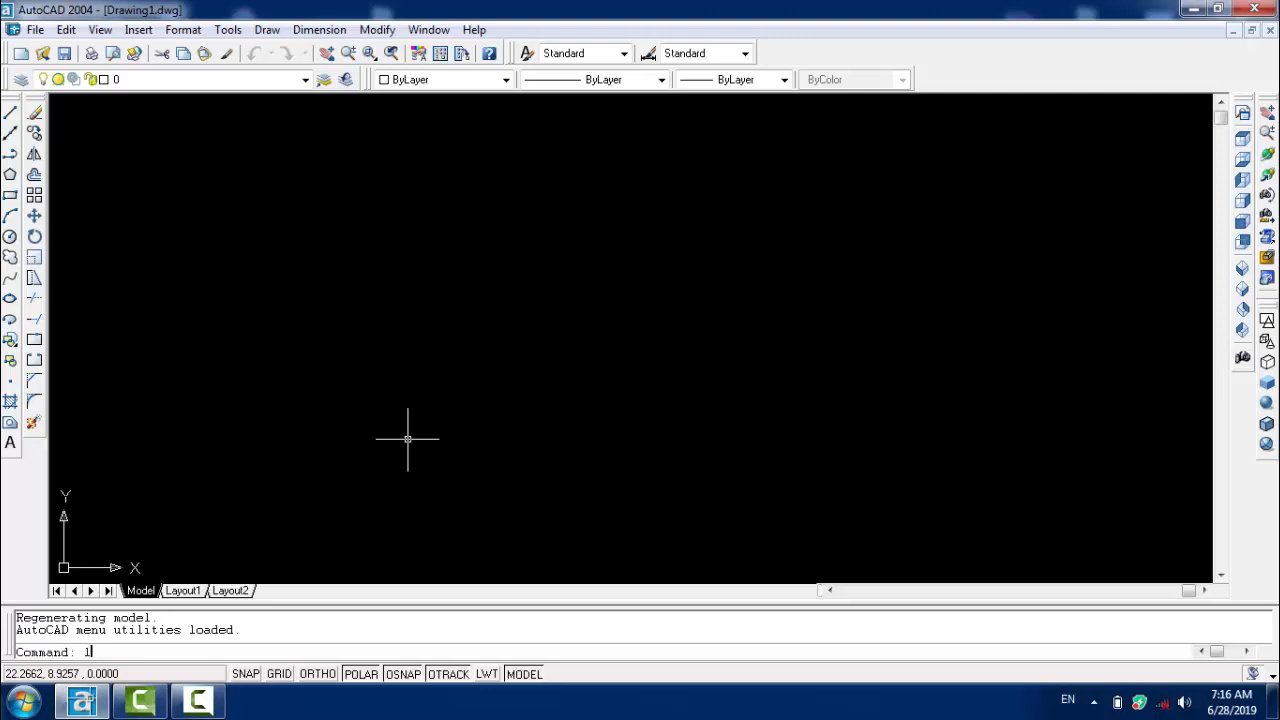 AutoCAD 2004 - [Drawing1.dwg]
File Edit View Insert Format Tools Draw Dimension Modify Window Help
Standard Standard
0 ByLayer ByLayer ByLayer ByColor
A
Y
X
Model Layout1 Layout2
Regenerating model.
AutoCAD menu utilities loaded.
Command: l
22.2662, 8.9257, 0.0000 SNAP GRID ORTHO POLAR OSNAP OTRACK LWT MODEL
EN 7:16 AM
6/28/2019